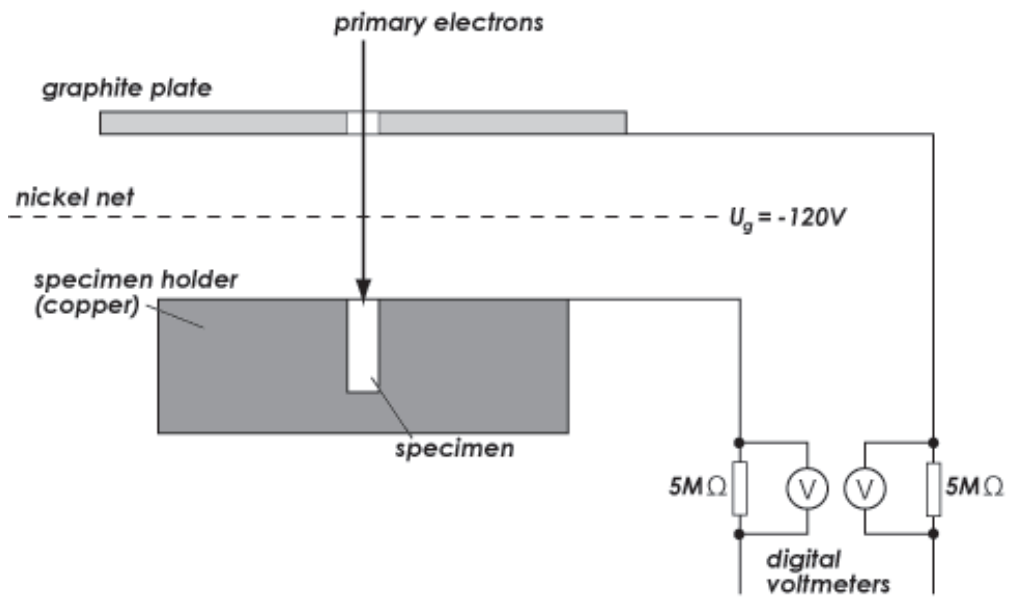 primary electrons
graphite plate
nickel net
U_g = -120V
specimen holder
(copper)
specimen
5MΩ
V
V
5MΩ
digital
voltmeters